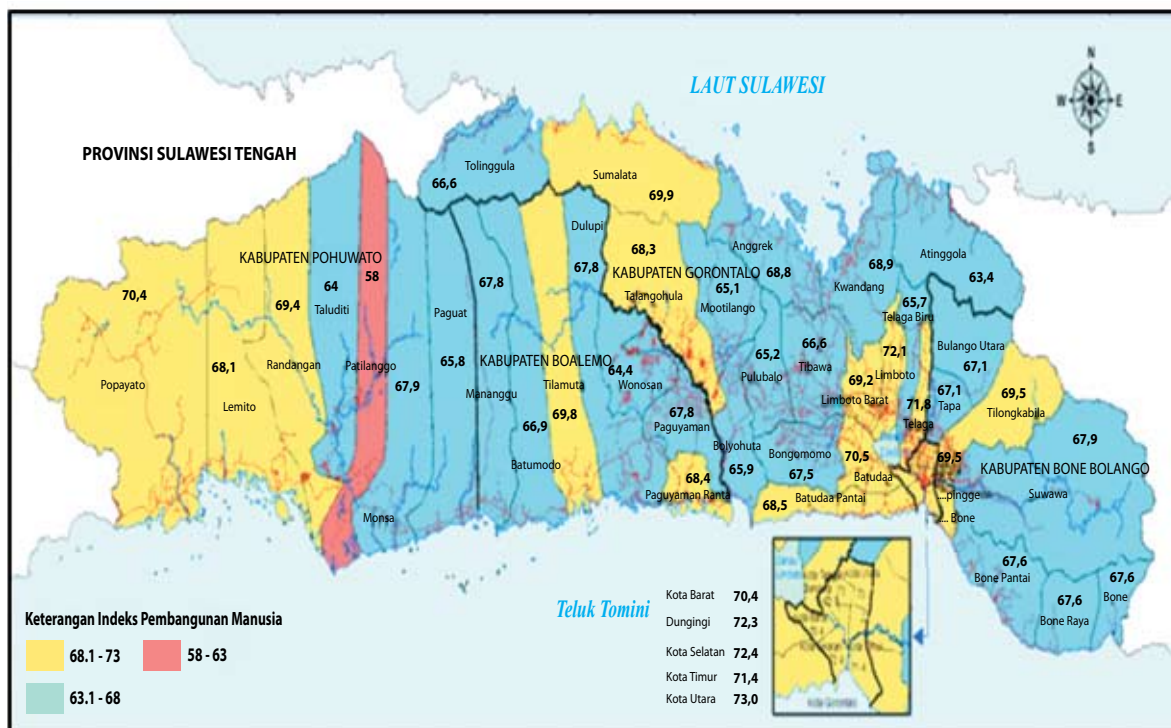 LAUT SULAWESI
N
W E
S
PROVINSI SULAWESI TENGAH
Tolinggula
66,6
Sumalata
69,9
Dulupi
67,8
68,3
KABUPATEN GORONTALO
Talangohula
Anggrek
68,8
65,1
Mootilango
68,9
Kwandang
Atinggola
63,4
KABUPATEN POHUWATO
70,4
69,4
64
Taluditi
58
67,8
65,7
Telaga Biru
Paguat
65,8
KABUPATEN BOALEMO
Popayato
68,1
Lemito
Randangan
Patilanggo
67,9
Mananggu
66,9
Tilamuta
69,8
Batumodo
64,4
Wonosan
67,8
Paguyaman
65,2
Pulubalo
66,6
Tibawa
72,1
Limboto
69,2
Limboto Barat
Bulango Utara
67,1
67,1
Tapa
69,5
Tilongkabila
71,8
Telaga
67,9
KABUPATEN BONE BOLANGO
Suwawa
Bolyohuta
65,9
Bongomomo
67,5
70,5
Batudaa
69,5
....pingge
.... Bone
68,4
Paguyaman Ranta
68,5
Batudaa Pantai
Monsa
67,6
Bone Pantai
67,6
Bone Raya
67,6
Bone
Teluk Tomini
Kota Barat 70,4
Dungingi 72,3
Kota Selatan 72,4
Kota Timur 71,4
Kota Utara 73,0
Keterangan Indeks Pembangunan Manusia
68.1 - 73
58 - 63
63.1 - 68